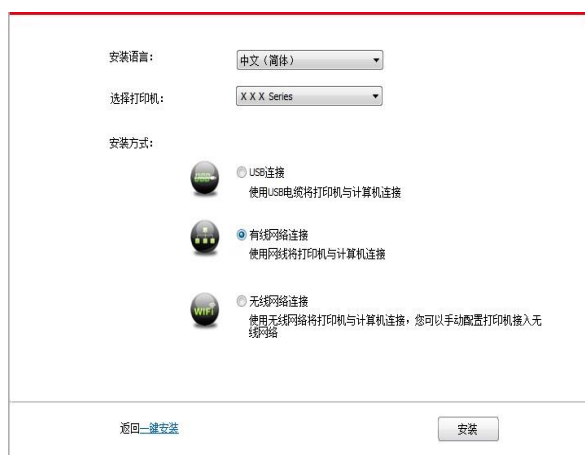 安装语言： 中文（简体）
选择打印机： X X X Series
安装方式：
USB连接
使用USB电缆将打印机与计算机连接
有线网络连接
使用网线将打印机与计算机连接
WiFi
无线网络连接
使用无线网络将打印机与计算机连接，您可以手动配置打印机接入无
线网络
返回一键安装 安装